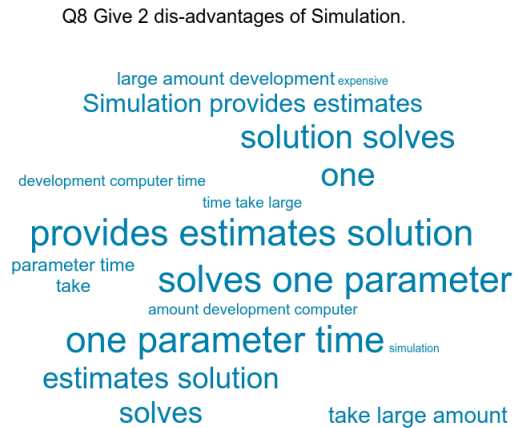 Q8 Give 2 dis-advantages of Simulation.
large amount development expensive
Simulation provides estimates
solution solves
development computer time one
time take large
provides estimates solution
parameter time
take
solves one parameter
amount development computer
one parameter time simulation
estimates solution
solves take large amount